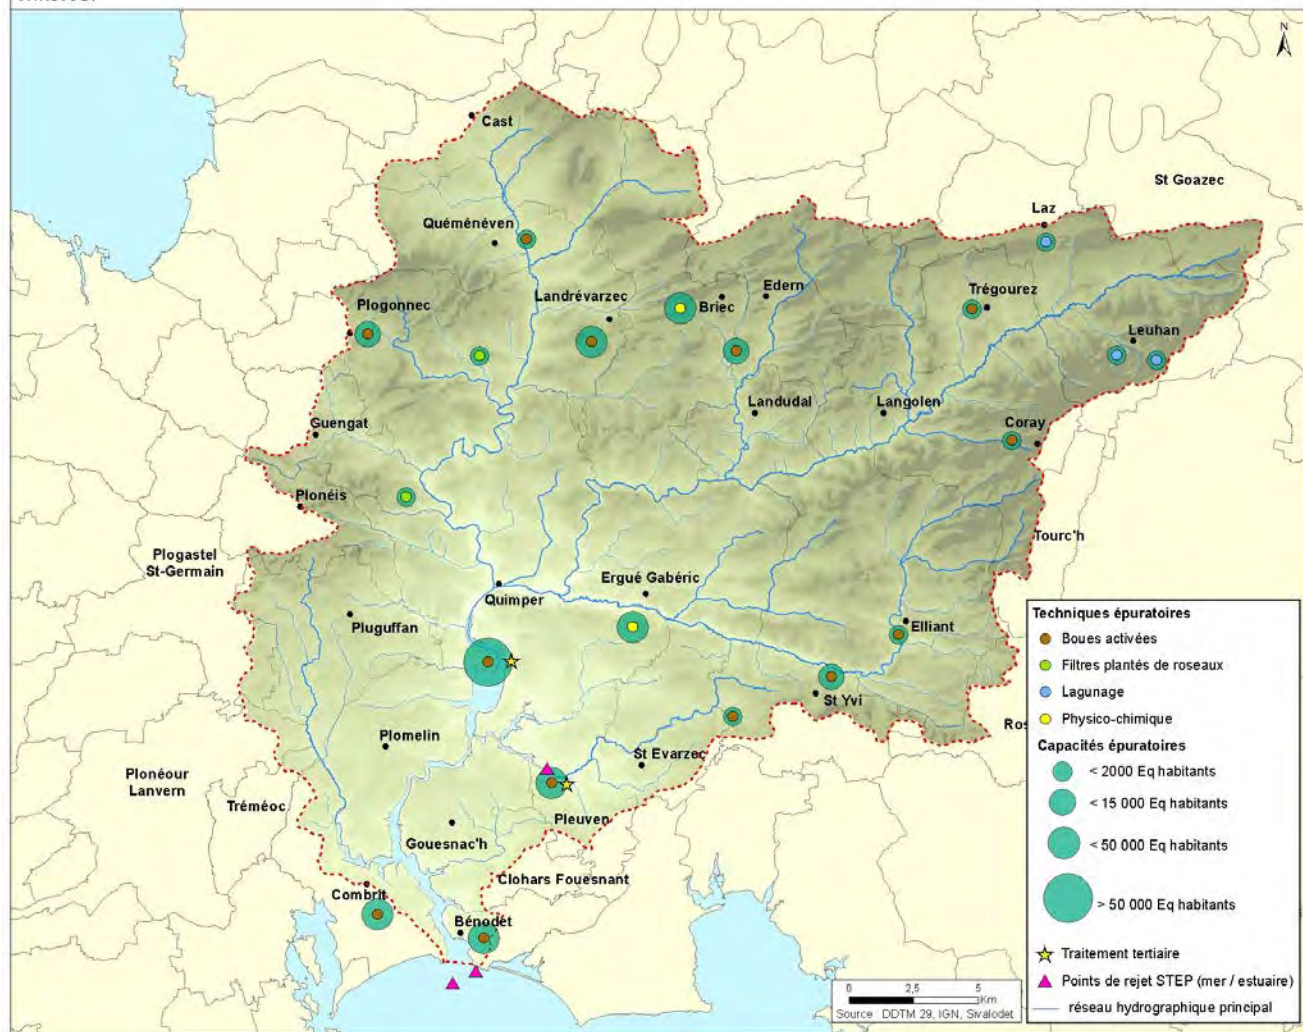 N
Cast
St Goazec
Laz
Quéménéven
Edern
Landrévarzec
Briec
Trégourez
Plogonnec
Leuhan
Landudal
Langolen
Guengat
Coray
Plonéis
Tourc'h
Plogastel
St-Germain
Ergué Gabéric
Quimper
Pluguffan
Elliant
St Yvi
Ros
Plomelin
St Evarzec
Plonéour
Lanvern
Tréméoc
Pleuven
Gouesnac'h
Clohars Fouesnant
Combrit
Bénodet
Techniques épuratoires
Boues activées
Filtres plantés de roseaux
Lagunage
Physico-chimique
Capacités épuratoires
< 2000 Eq habitants
< 15 000 Eq habitants
< 50 000 Eq habitants
> 50 000 Eq habitants
Traitement tertiaire
Points de rejet STEP (mer / estuaire)
réseau hydrographique principal
0 2,5 5
Km
Source : DDTM 29, IGN, Sivalodet